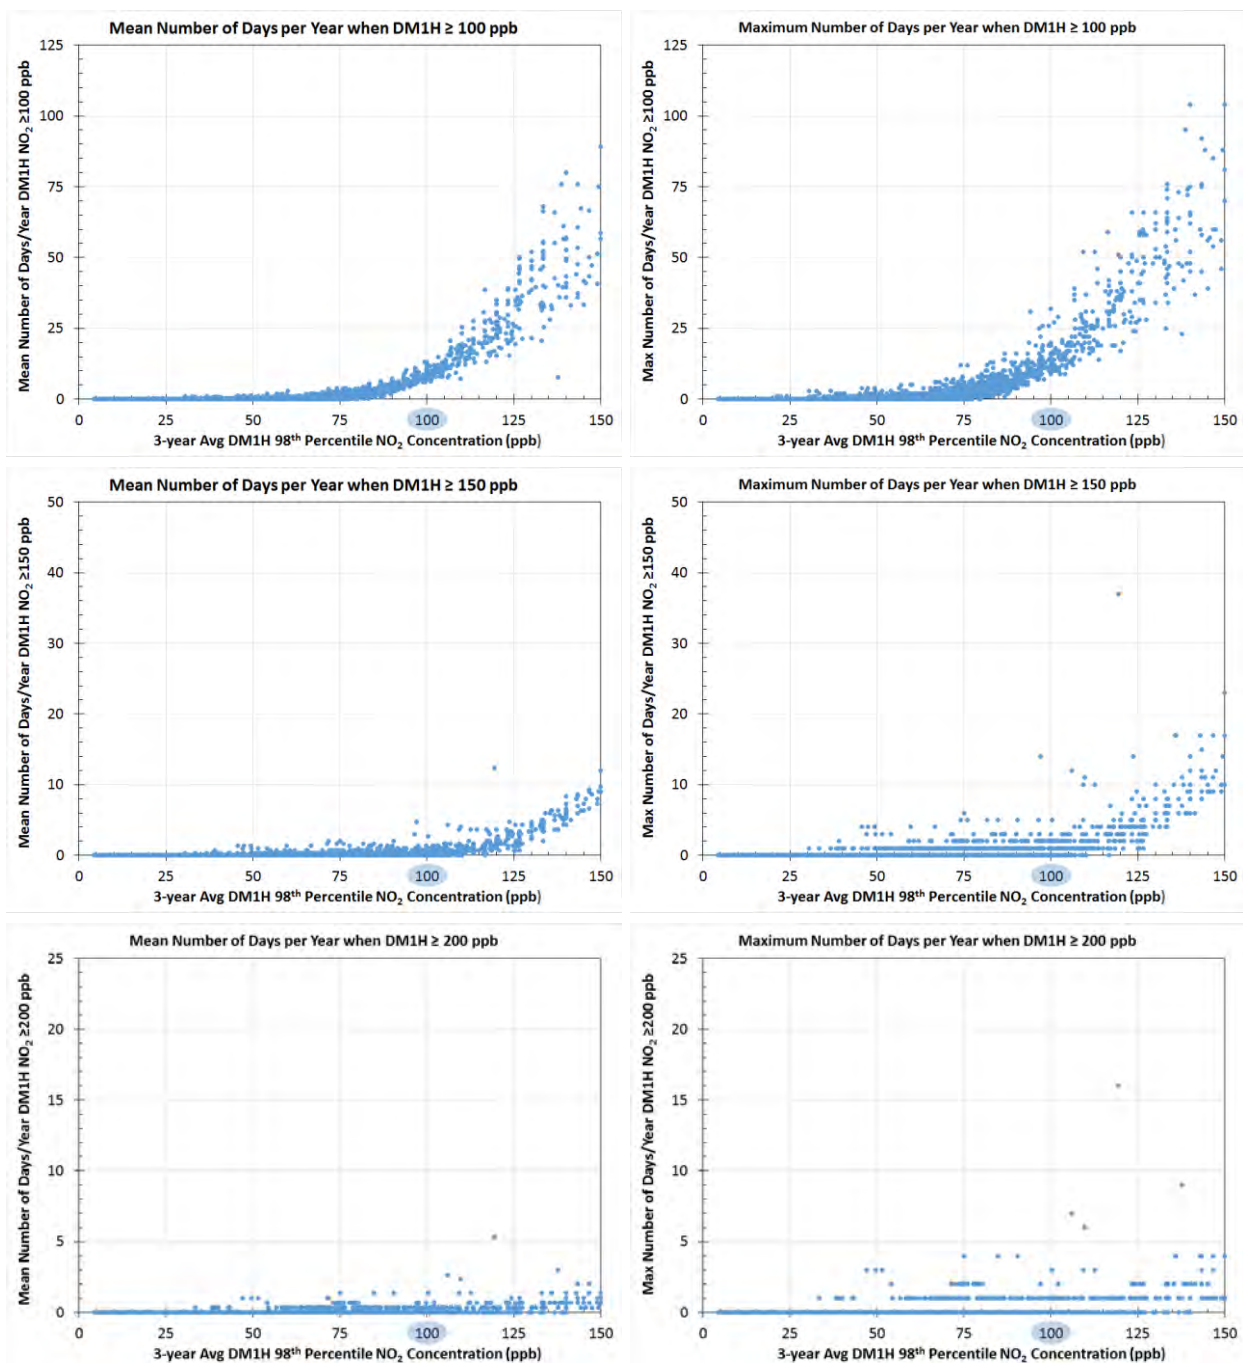 Mean Number of Days per Year when DM1H ≥ 100 ppb
Mean Number of Days/Year DM1H NO₂ ≥100 ppb
125
100
75
50
25
0
0 25 50 75 100 125 150
3-year Avg DM1H 98th Percentile NO₂ Concentration (ppb)
Maximum Number of Days per Year when DM1H ≥ 100 ppb
Max Number of Days/Year DM1H NO₂ ≥100 ppb
125
100
75
50
25
0
0 25 50 75 100 125 150
3-year Avg DM1H 98th Percentile NO₂ Concentration (ppb)
Mean Number of Days per Year when DM1H ≥ 150 ppb
Mean Number of Days/Year DM1H NO₂ ≥150 ppb
50
40
30
20
10
0
0 25 50 75 100 125 150
3-year Avg DM1H 98th Percentile NO₂ Concentration (ppb)
Maximum Number of Days per Year when DM1H ≥ 150 ppb
Max Number of Days/Year DM1H NO₂ ≥150 ppb
50
40
30
20
10
0
0 25 50 75 100 125 150
3-year Avg DM1H 98th Percentile NO₂ Concentration (ppb)
Mean Number of Days per Year when DM1H ≥ 200 ppb
Mean Number of Days/Year DM1H NO₂ ≥200 ppb
25
20
15
10
5
0
0 25 50 75 100 125 150
3-year Avg DM1H 98th Percentile NO₂ Concentration (ppb)
Maximum Number of Days per Year when DM1H ≥ 200 ppb
Max Number of Days/Year DM1H NO₂ ≥200 ppb
25
20
15
10
5
0
0 25 50 75 100 125 150
3-year Avg DM1H 98th Percentile NO₂ Concentration (ppb)